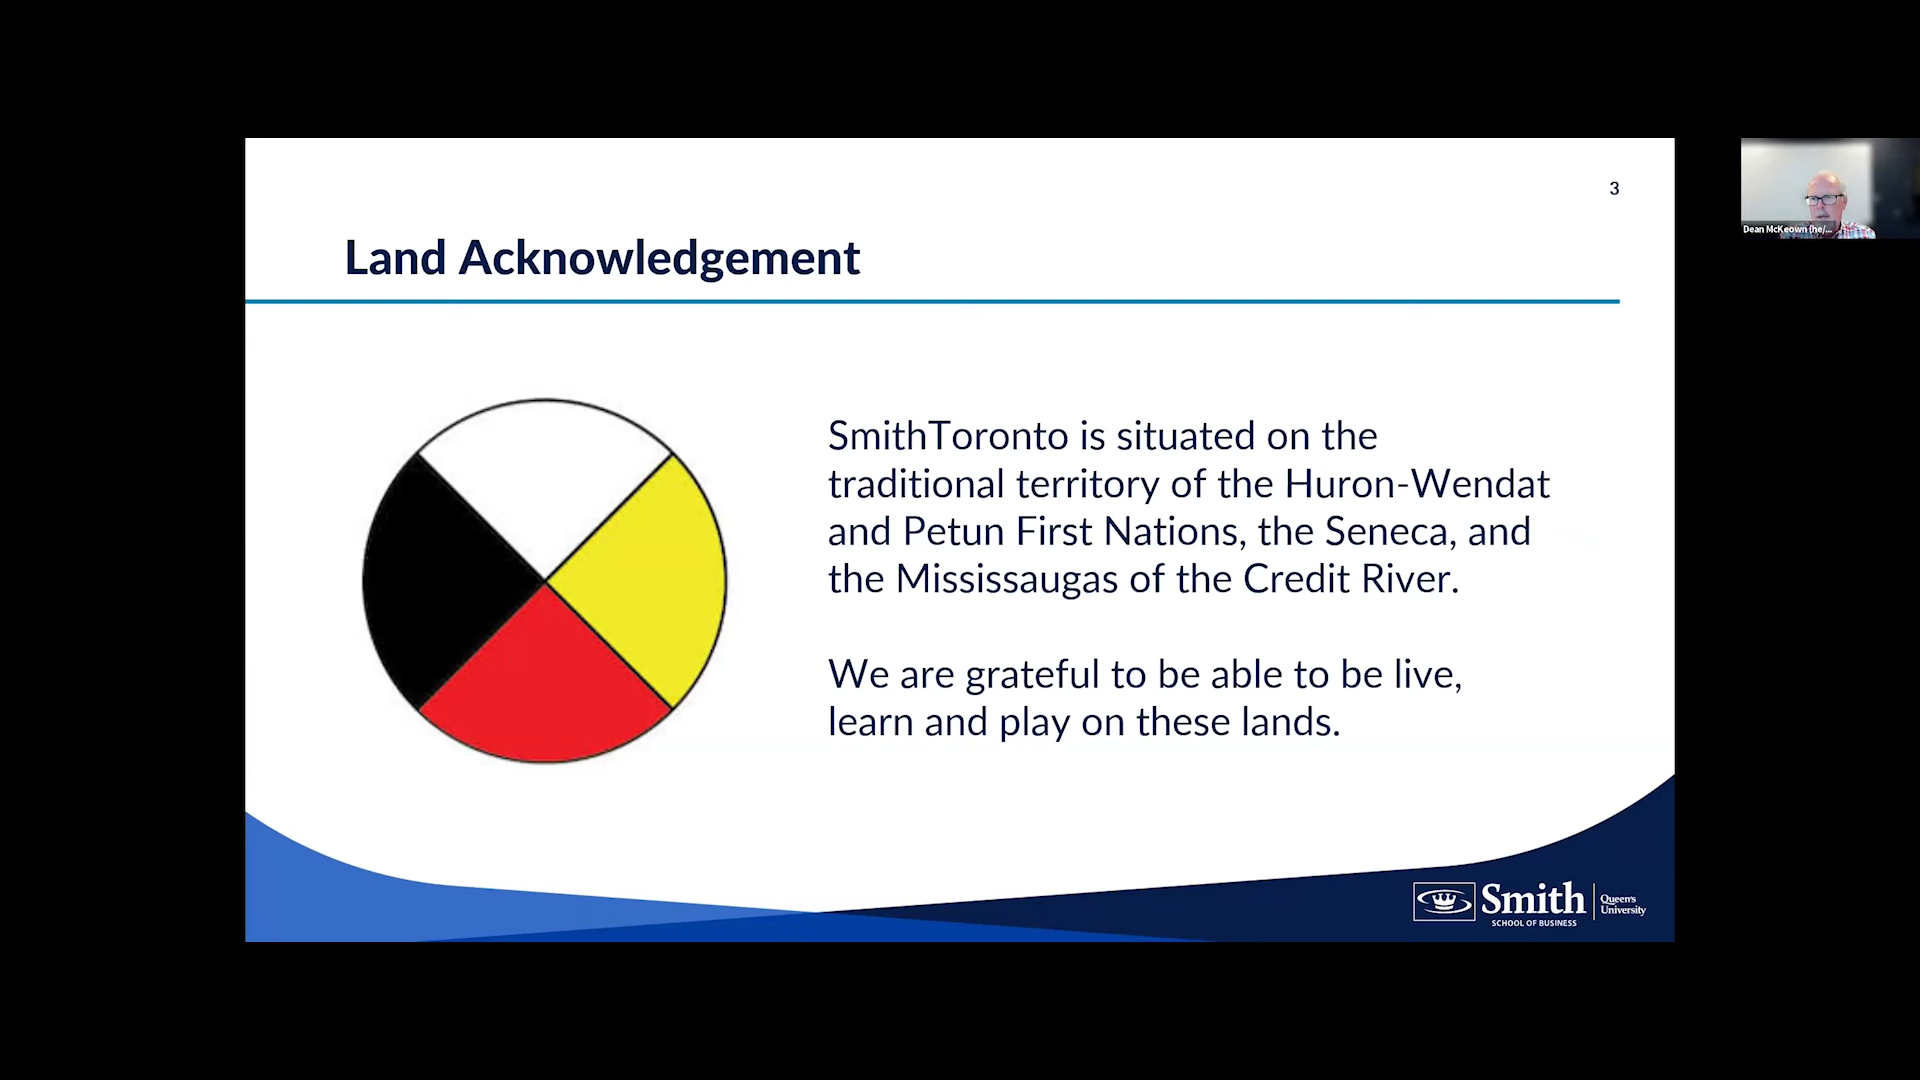 3
Dean McKeown (he/...
Land Acknowledgement
SmithToronto is situated on the
traditional territory of the Huron-Wendat
and Petun First Nations, the Seneca, and
the Mississaugas of the Credit River.
We are grateful to be able to be live,
learn and play on these lands.
Smith
SCHOOL OF BUSINESS
Queen's
University